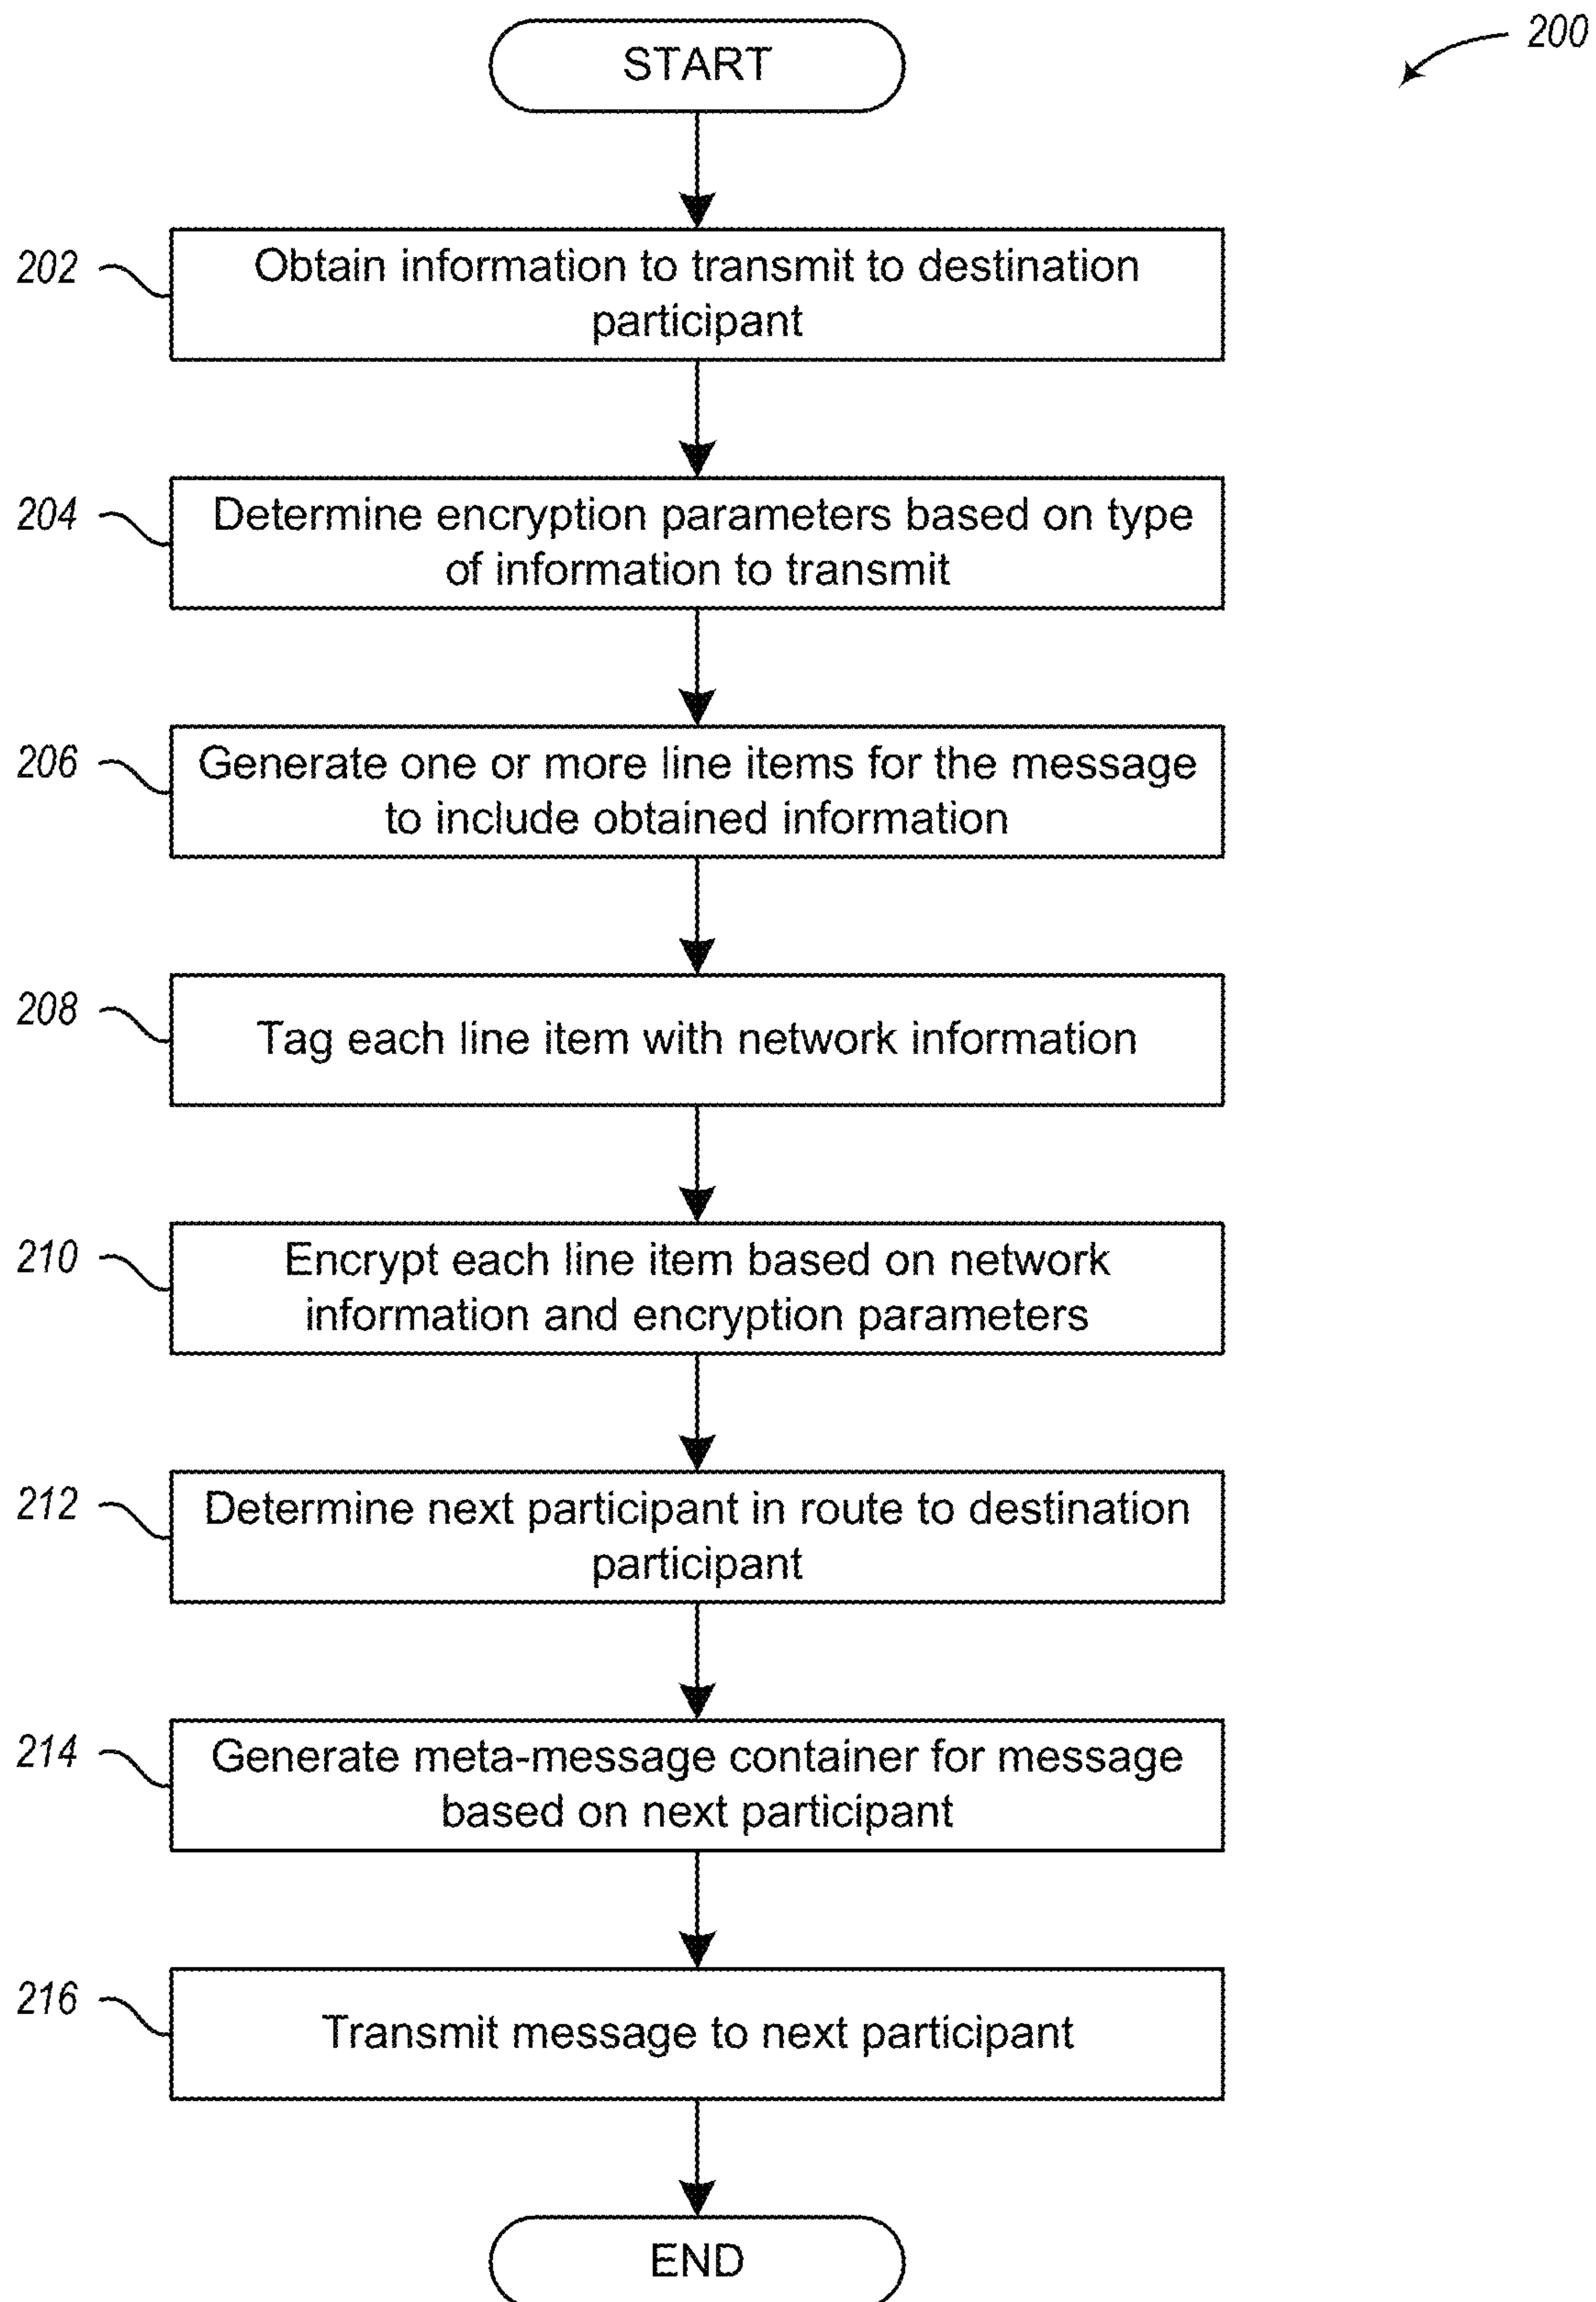 200
START
202
Obtain information to transmit to destination
participant
204
Determine encryption parameters based on type
of information to transmit
206
Generate one or more line items for the message
to include obtained information
208
Tag each line item with network information
210
Encrypt each line item based on network
information and encryption parameters
212
Determine next participant in route to destination
participant
214
Generate meta-message container for message
based on next participant
216
Transmit message to next participant
END